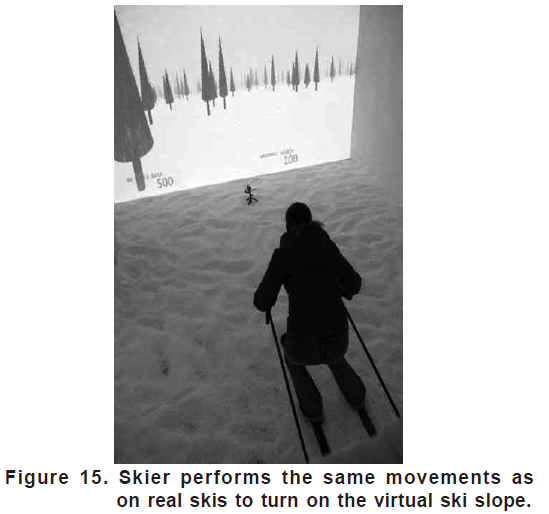 500
100
Figure 15. Skier performs the same movements as
on real skis to turn on the virtual ski slope.